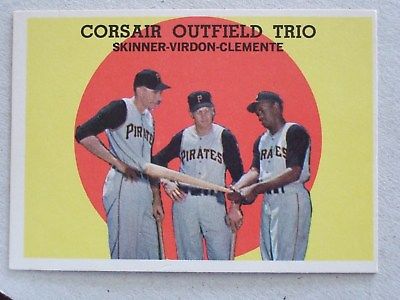 CORSAIR OUTFIELD TRIO
SKINNER-VIRDON-CLEMENTE
P
P
P
PIRATES
PIRATES
PIRATES